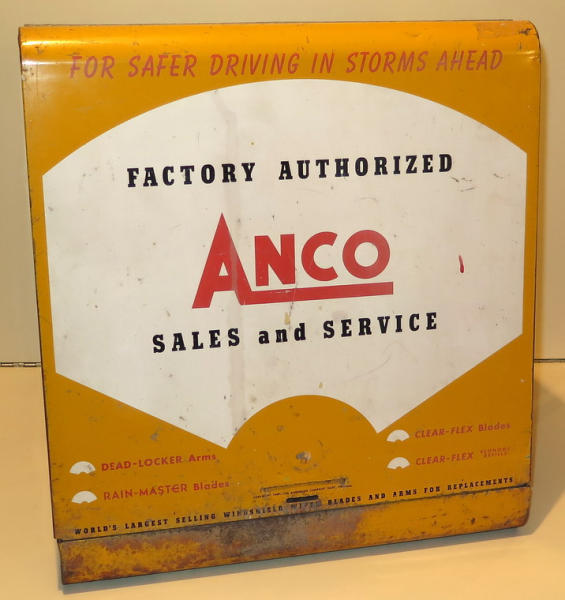 FOR SAFER DRIVING IN STORMS AHEAD
FACTORY AUTHORIZED
ANCO
SALES and SERVICE
DEAD-LOCKER Arms
RAIN-MASTER Blades
CLEAR-FLEX Blades
CLEAR-FLEX
WORLD'S LARGEST SELLING WINDSHIELD WIPER BLADES AND ARMS FOR REPLACEMENTS